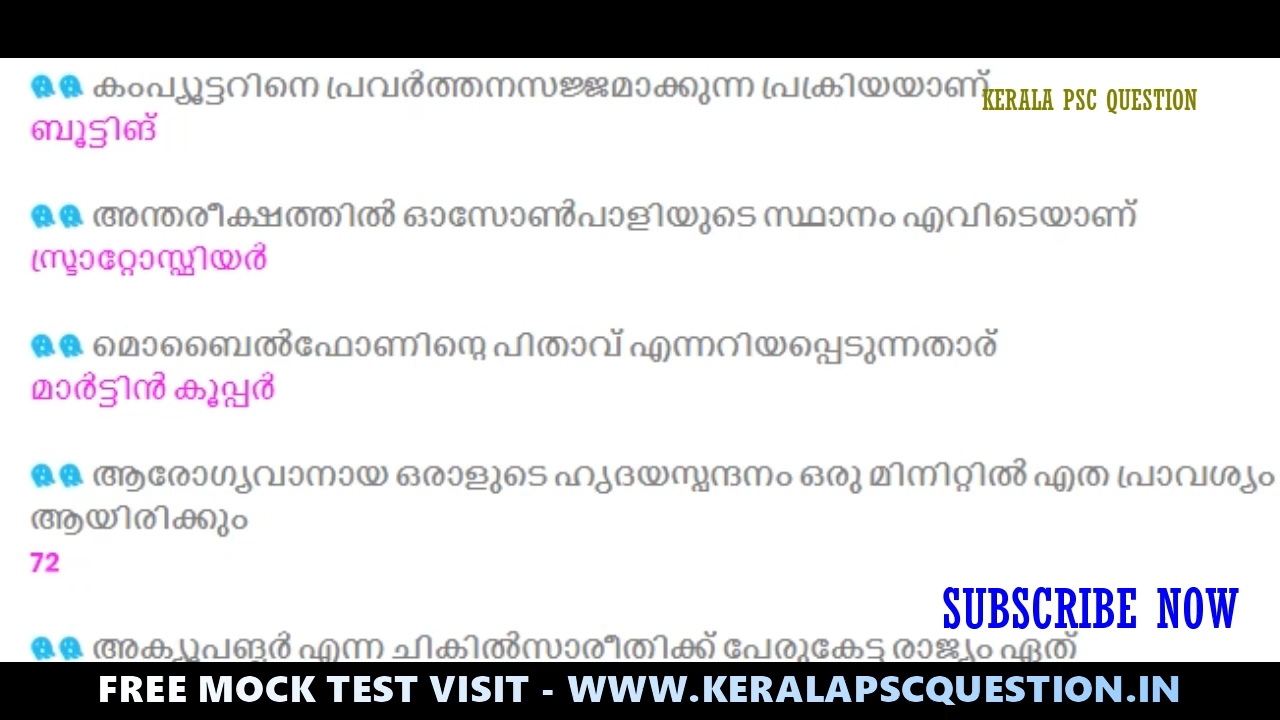 കംപ്യൂട്ടറിനെ പ്രവർത്തനസജ്ജമാക്കുന്ന പ്രക്രിയയാണ്
KERALA PSC QUESTION
ബൂട്ടിങ്
അന്തരീക്ഷത്തിൽ ഓസോൺപാളിയുടെ സ്ഥാനം എവിടെയാണ്
സ്ട്രാറ്റോസ്ഫിയർ
മൊബൈൽഫോണിന്റെ പിതാവ് എന്നറിയപ്പെടുന്നതാര്
മാർട്ടിൻ കൂപ്പർ
ആരോഗ്യവാനായ ഒരാളുടെ ഹൃദയസ്പന്ദനം ഒരു മിനിറ്റിൽ എത പ്രാവശ്യം
ആയിരിക്കും
72
SUBSCRIBE NOW
അക്യൂപങ്ചർ എന്ന ചികിൽസാരീതിക്ക് പേരുകേട്ട രാജ്യം ഏത്
FREE MOCK TEST VISIT - WWW.KERALAPSCQUESTION.IN